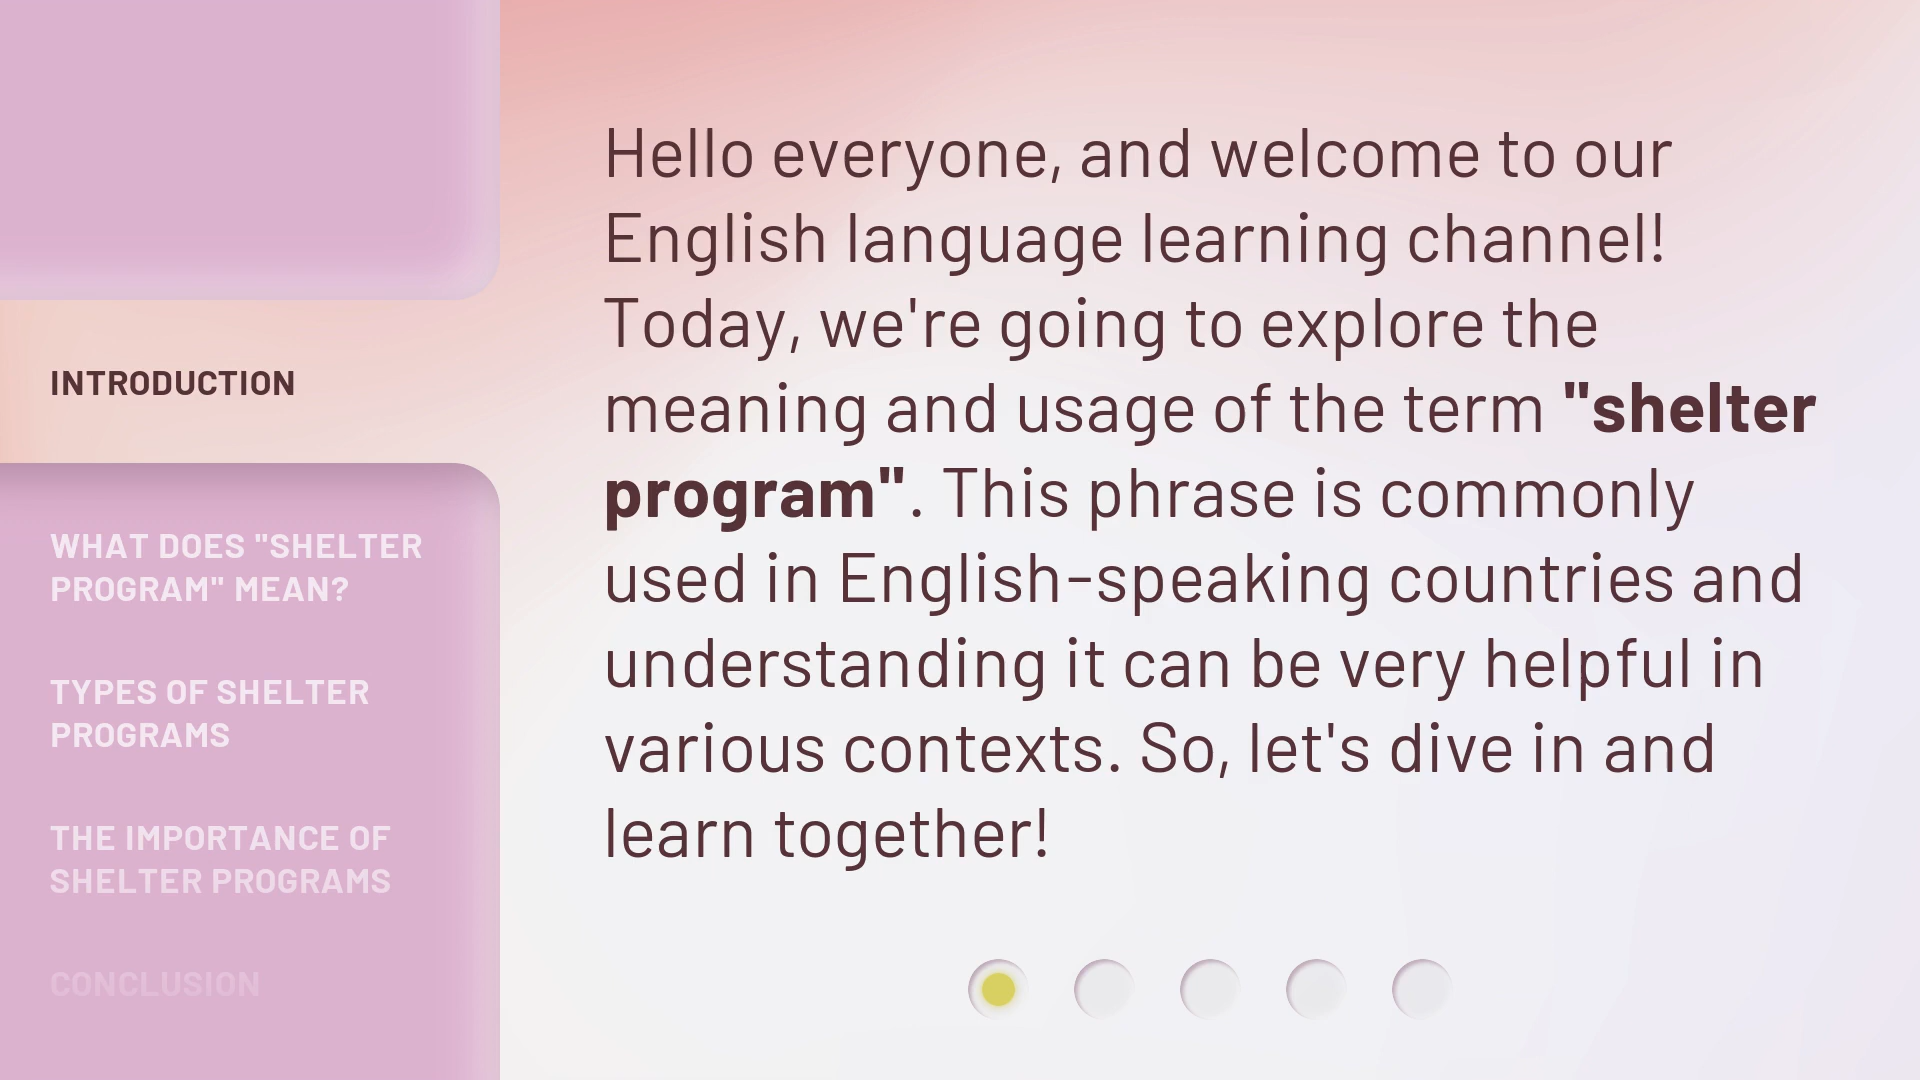 INTRODUCTION
WHAT DOES "SHELTER
PROGRAM" MEAN?
TYPES OF SHELTER
PROGRAMS
THE IMPORTANCE OF
SHELTER PROGRAMS
CONCLUSION
Hello everyone, and welcome to our
English language learning channel!
Today, we're going to explore the
meaning and usage of the term "shelter
program". This phrase is commonly
used in English-speaking countries and
understanding it can be very helpful in
various contexts. So, let's dive in and
learn together!